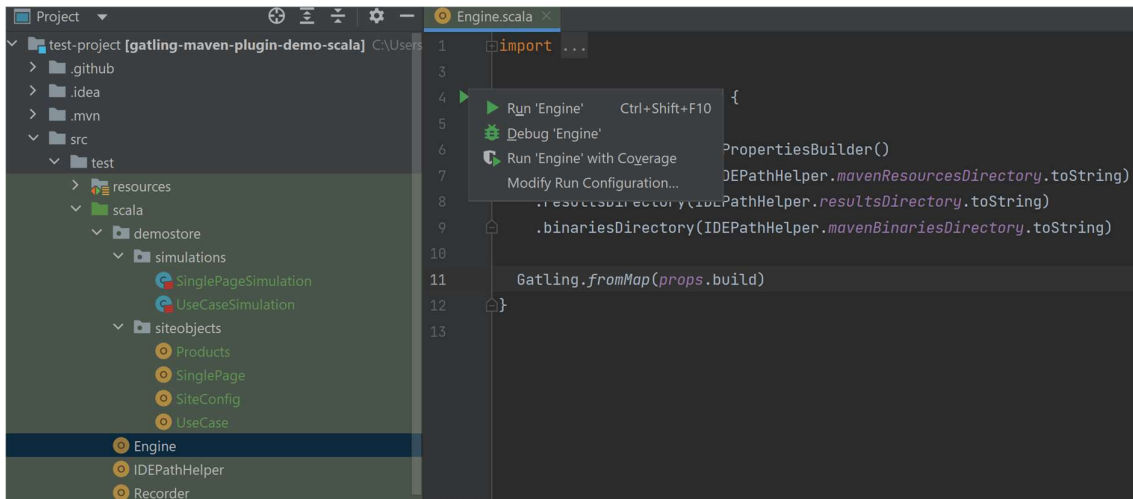 Project
test-project [gatling-maven-plugin-demo-scala] C:\Users
.github
.idea
.mvn
src
test
resources
scala
demostore
simulations
SinglePageSimulation
UseCaseSimulation
siteobjects
Products
SinglePage
SiteConfig
UseCase
Engine
IDEPathHelper
Recorder
Engine.scala
1 import ...
3
4 {
Run 'Engine' Ctrl+Shift+F10
Debug 'Engine'
Run 'Engine' with Coverage
Modify Run Configuration...
5
6 PropertiesBuilder()
7 IDEPathHelper.mavenResourcesDirectory.toString)
8 .resultsDirectory(IDEPathHelper.resultsDirectory.toString)
9 .binariesDirectory(IDEPathHelper.mavenBinariesDirectory.toString)
10
11 Gatling.fromMap(props.build)
12 }
13